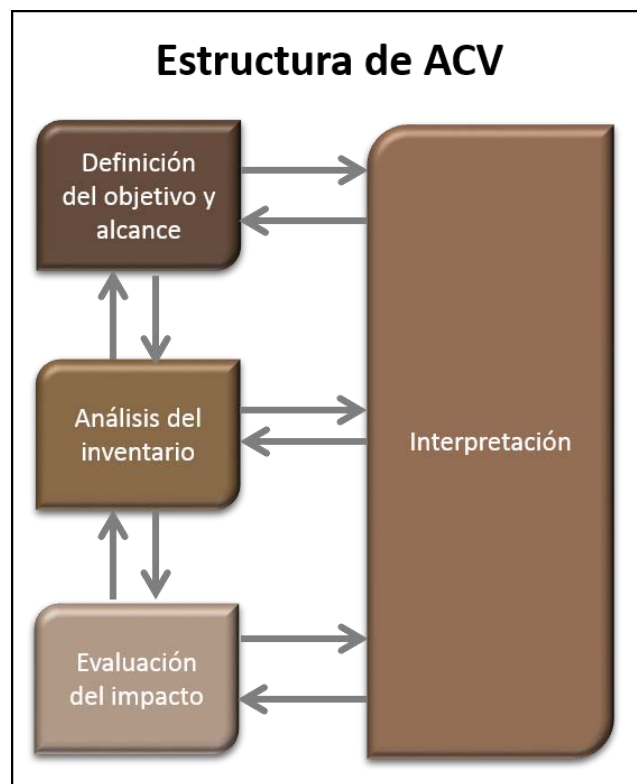 Estructura de ACV
Definición
del objetivo y
alcance
Análisis del
inventario
Interpretación
Evaluación
del impacto